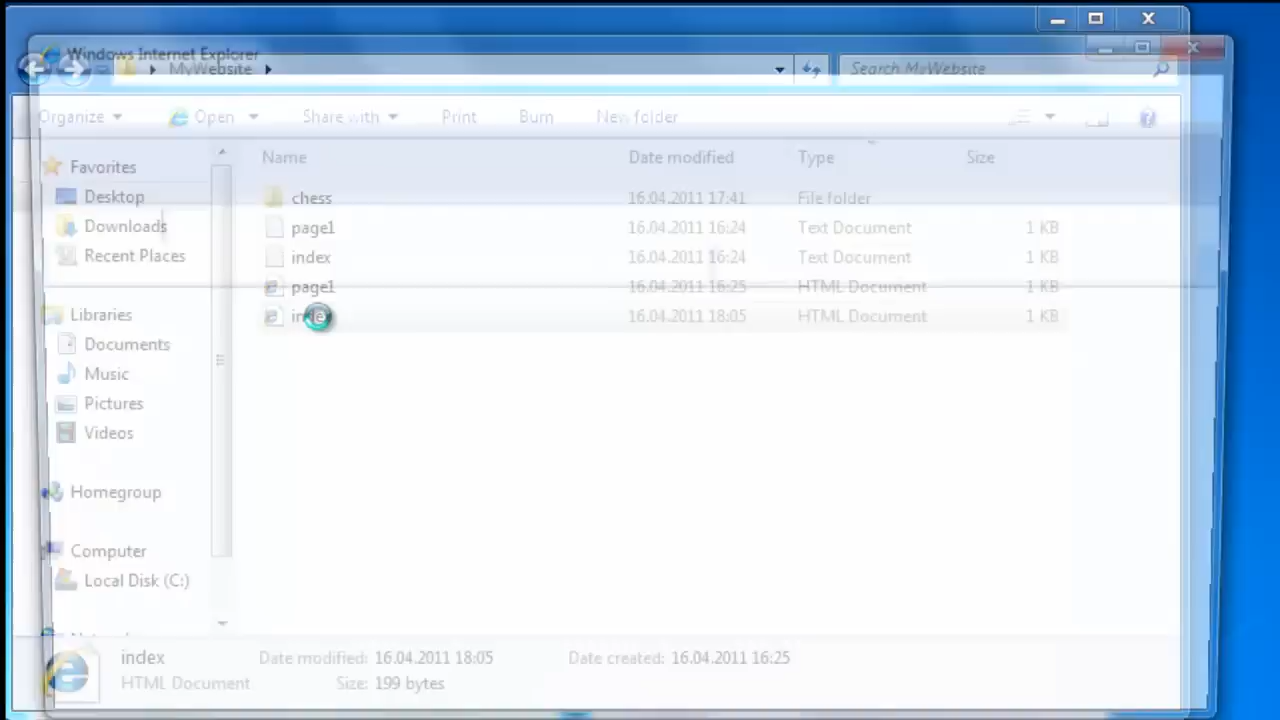 Windows Internet Explorer
MyWebsite
Search MyWebsite
Organize Open Share with Print Burn New folder
Name Date modified Type Size
Favorites
Desktop
Downloads
Recent Places
Libraries
Documents
Music
Pictures
Videos
Homegroup
Computer
Local Disk (C:)
chess 16.04.2011 17:41 File folder
page1 16.04.2011 16:24 Text Document 1 KB
index 16.04.2011 16:24 Text Document 1 KB
page1 16.04.2011 16:25 HTML Document 1 KB
index 16.04.2011 18:05 HTML Document 1 KB
index Date modified: 16.04.2011 18:05 Date created: 16.04.2011 16:25
HTML Document Size: 199 bytes